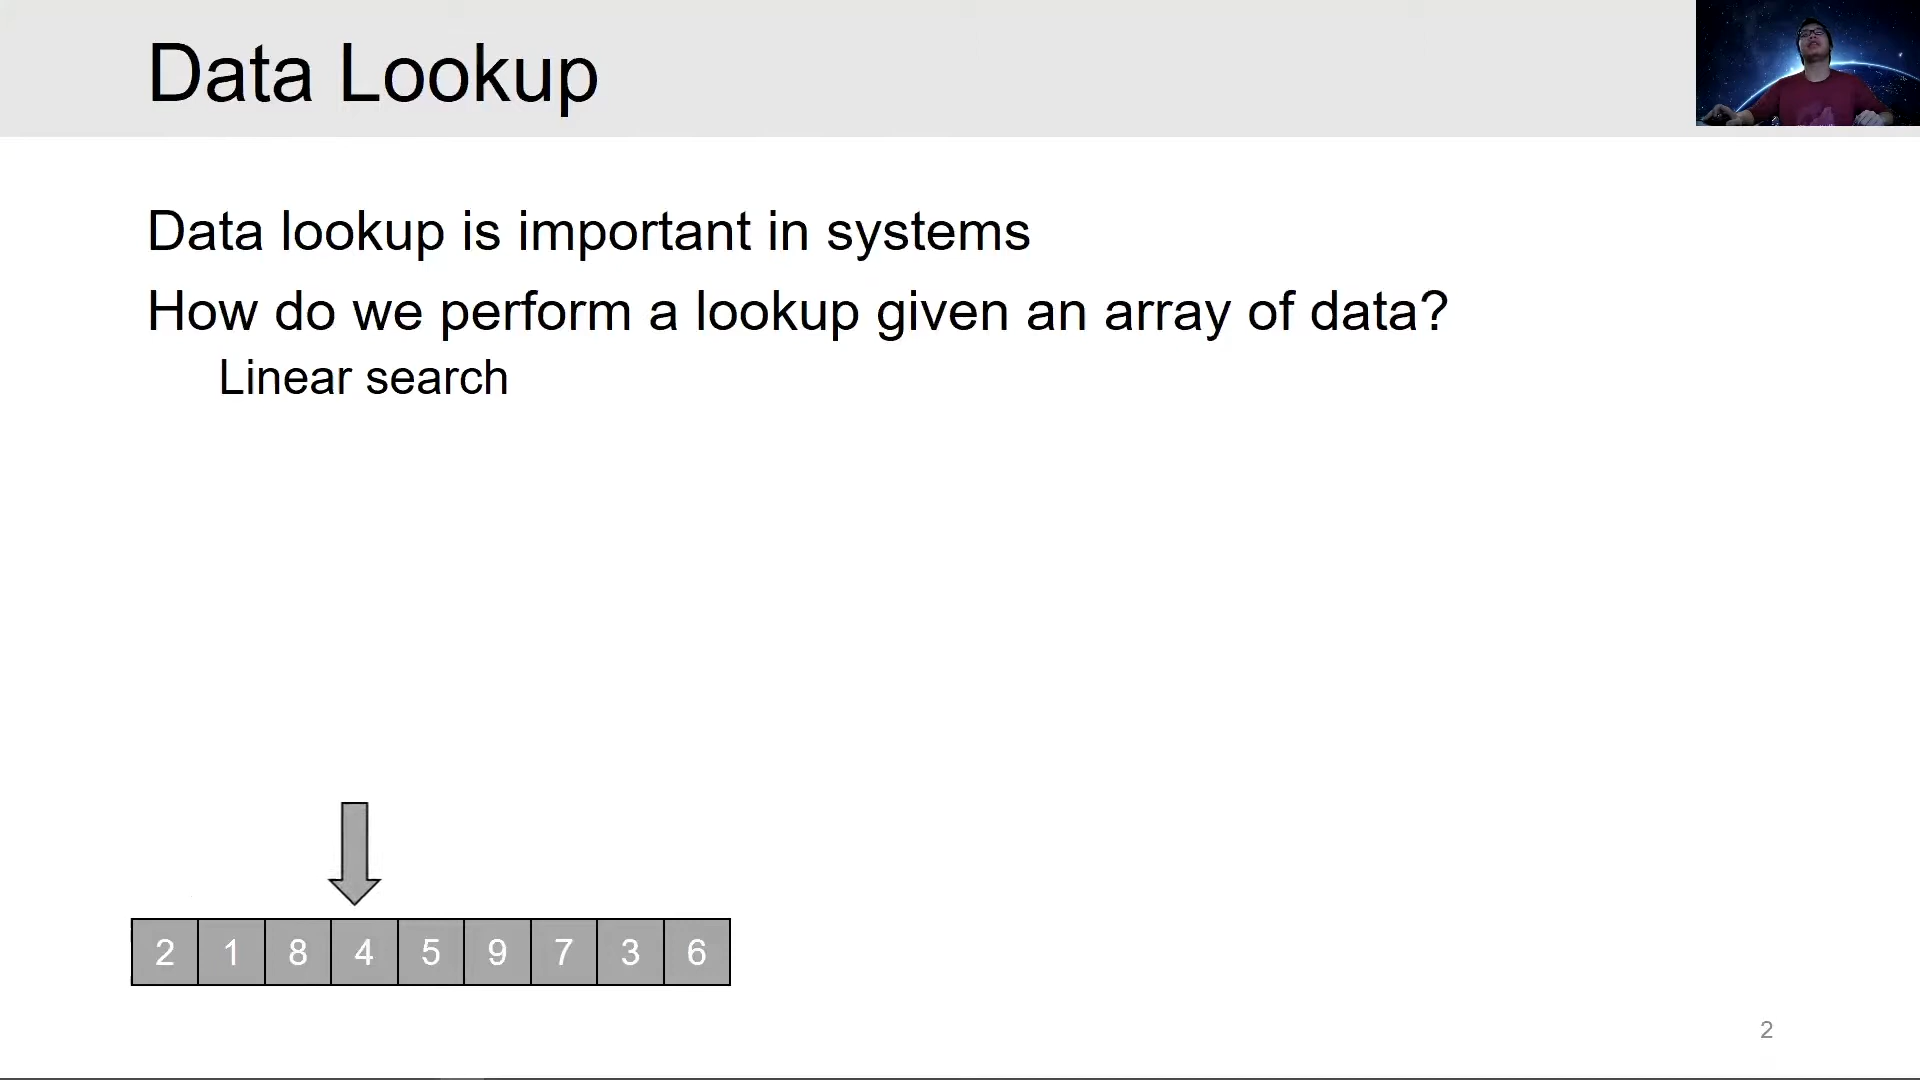 Data Lookup
Data lookup is important in systems
How do we perform a lookup given an array of data?
Linear search
2 1 8 4 5 9 7 3 6
2